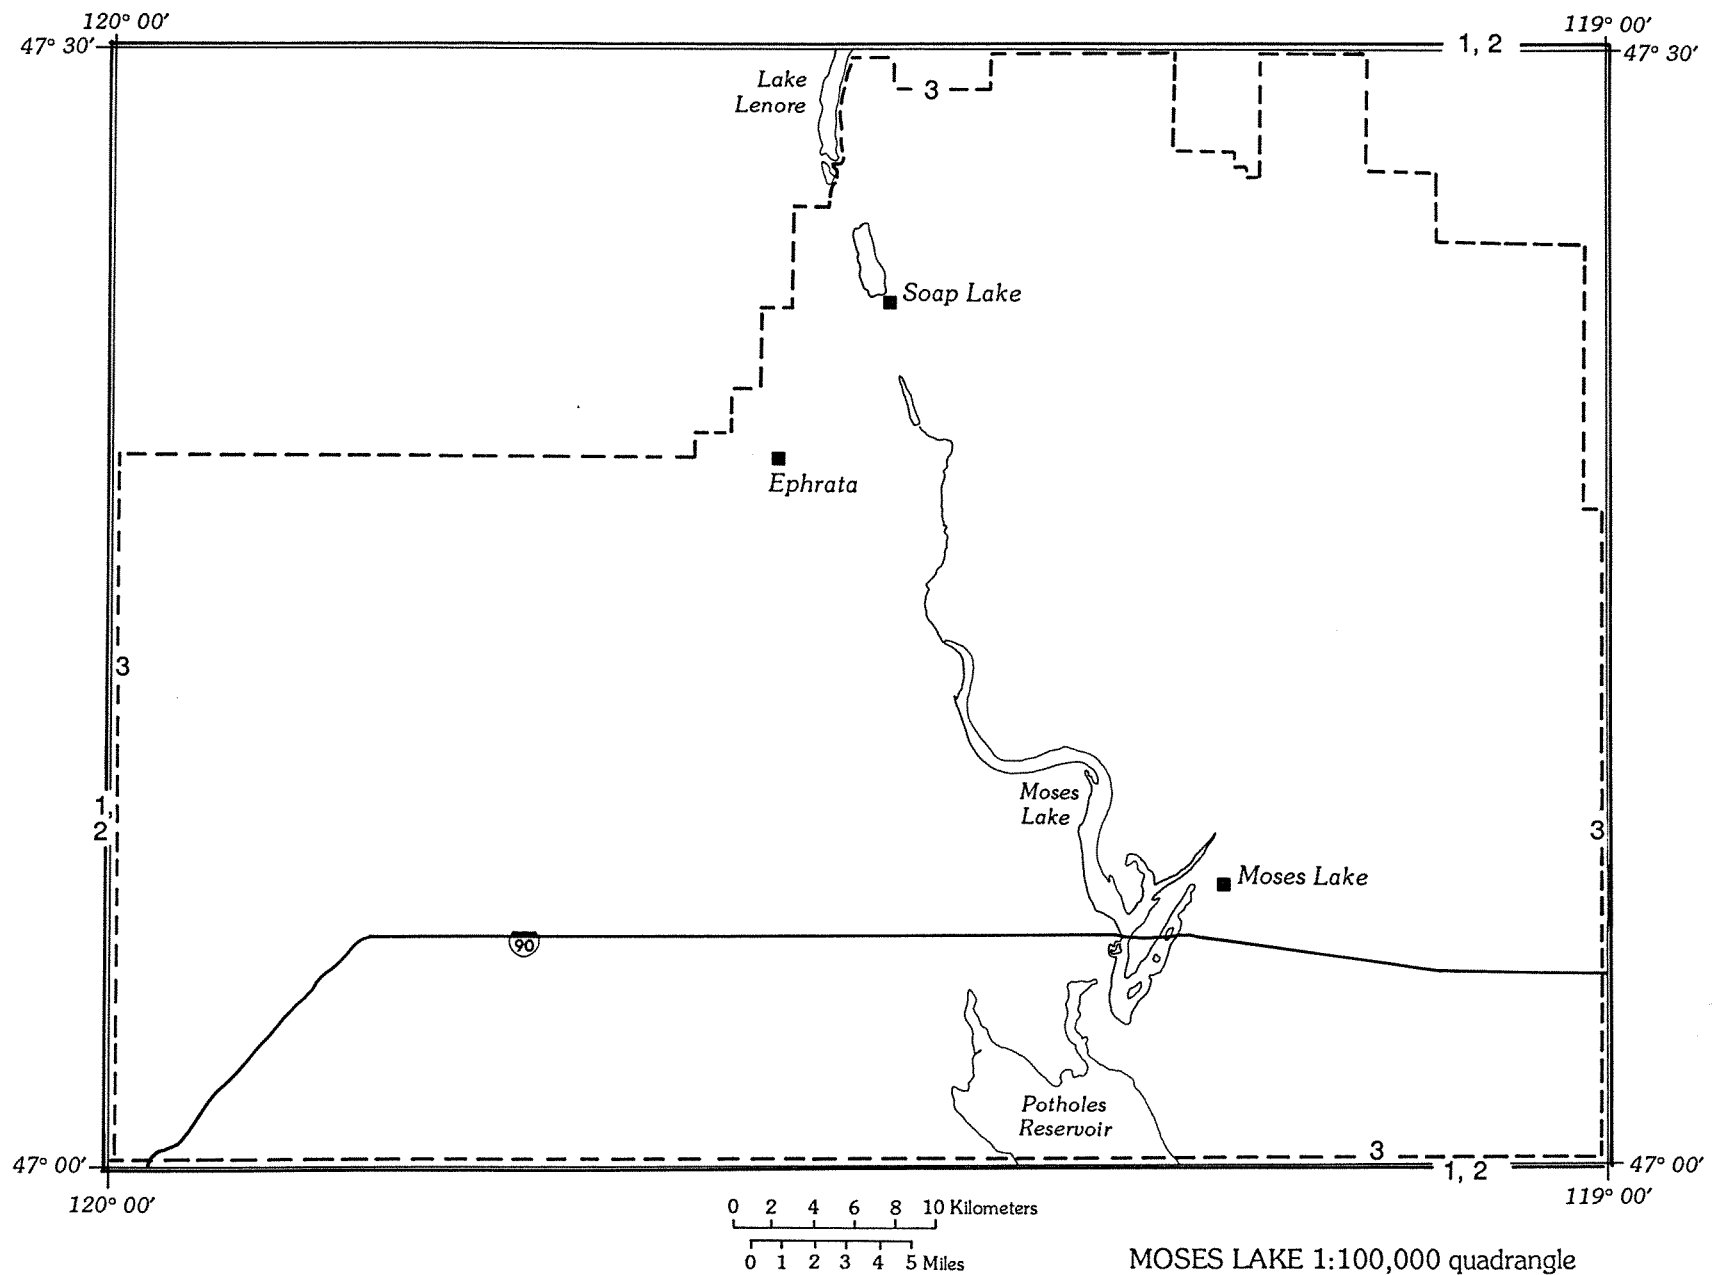 120° 00′
119° 00′
47° 30′
1, 2
47° 30′
Lake
Lenore
3
Soap Lake
Ephrata
3
Moses
Lake
1,
2
3
Moses Lake
90
Potholes
Reservoir
3
47° 00′
1, 2
47° 00′
120° 00′
119° 00′
0 2 4 6 8 10 Kilometers
0 1 2 3 4 5 Miles
MOSES LAKE 1:100,000 quadrangle